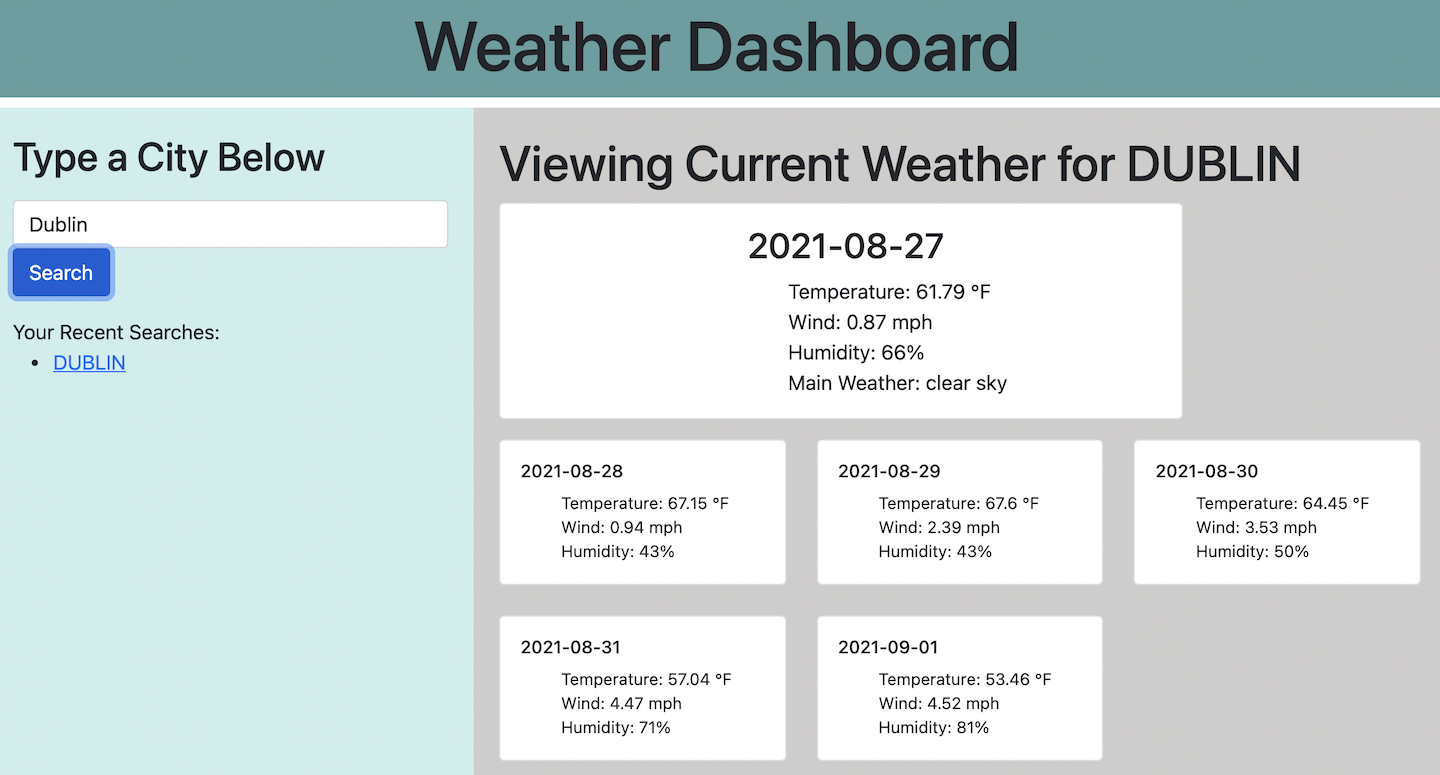 Weather Dashboard
Type a City Below
Dublin
Search
Your Recent Searches:
• DUBLIN
Viewing Current Weather for DUBLIN
2021-08-27
Temperature: 61.79 °F
Wind: 0.87 mph
Humidity: 66%
Main Weather: clear sky
2021-08-28
Temperature: 67.15 °F
Wind: 0.94 mph
Humidity: 43%
2021-08-29
Temperature: 67.6 °F
Wind: 2.39 mph
Humidity: 43%
2021-08-30
Temperature: 64.45 °F
Wind: 3.53 mph
Humidity: 50%
2021-08-31
Temperature: 57.04 °F
Wind: 4.47 mph
Humidity: 71%
2021-09-01
Temperature: 53.46 °F
Wind: 4.52 mph
Humidity: 81%